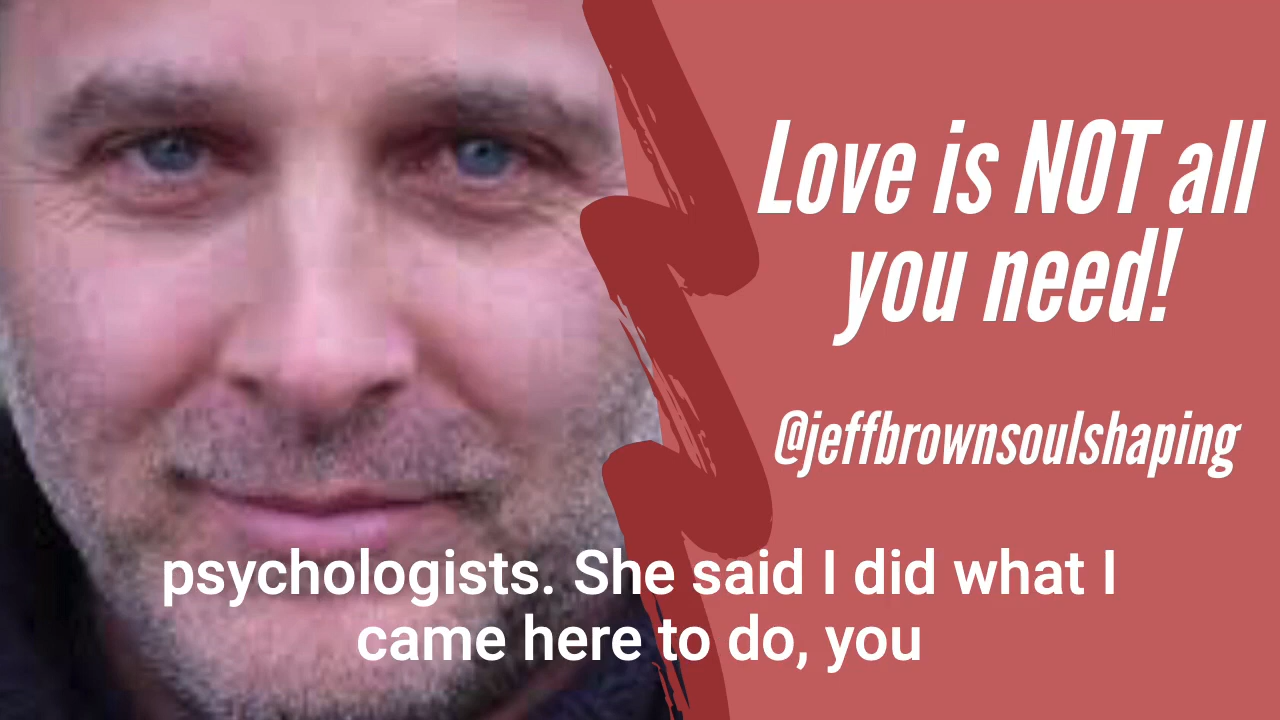 Love is NOT all
you need!
@jeffbrownsoulshaping
psychologists. She said I did what I
came here to do, you